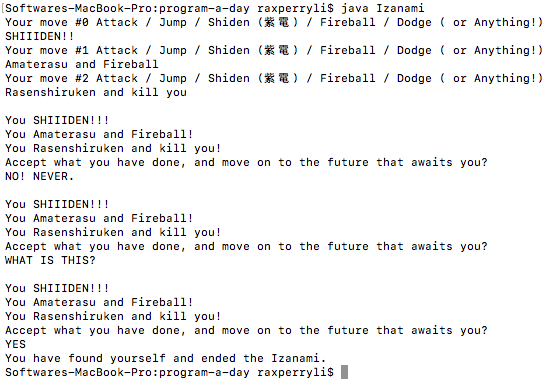 Softwares-MacBook-Pro:program-a-day raxperryli$ java Izanami
Your move #0 Attack / Jump / Shiden (紫電) / Fireball / Dodge ( or Anything!)
SHIIIDEN!!
Your move #1 Attack / Jump / Shiden (紫電) / Fireball / Dodge ( or Anything!)
Amaterasu and Fireball
Your move #2 Attack / Jump / Shiden (紫電) / Fireball / Dodge ( or Anything!)
Rasenshiruken and kill you
You SHIIIDEN!!!
You Amaterasu and Fireball!
You Rasenshiruken and kill you!
Accept what you have done, and move on to the future that awaits you?
NO! NEVER.
You SHIIIDEN!!!
You Amaterasu and Fireball!
You Rasenshiruken and kill you!
Accept what you have done, and move on to the future that awaits you?
WHAT IS THIS?
You SHIIIDEN!!!
You Amaterasu and Fireball!
You Rasenshiruken and kill you!
Accept what you have done, and move on to the future that awaits you?
YES
You have found yourself and ended the Izanami.
Softwares-MacBook-Pro:program-a-day raxperryli$